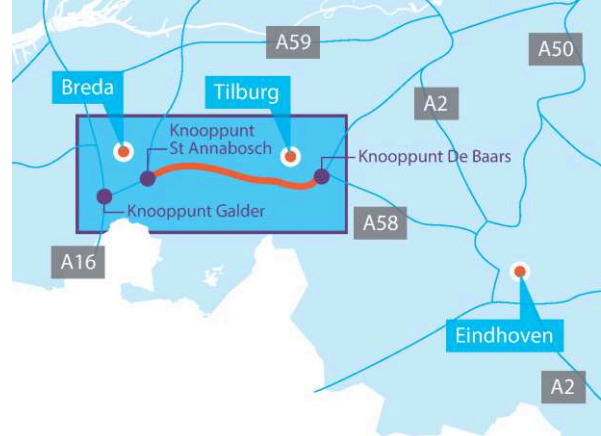 A59
A50
Breda
Tilburg
A2
Knooppunt
St Annabosch
Knooppunt De Baars
Knooppunt Galder
A58
A16
Eindhoven
A2